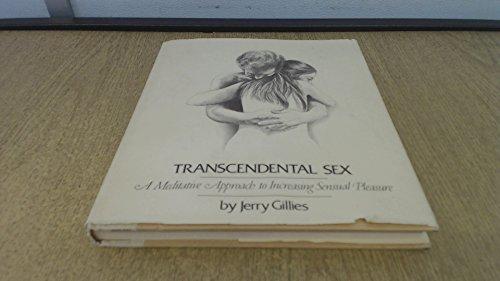 TRANSCENDENTAL SEX
A Meditative Approach to Increasing Sensual Pleasure
by Jerry Gillies